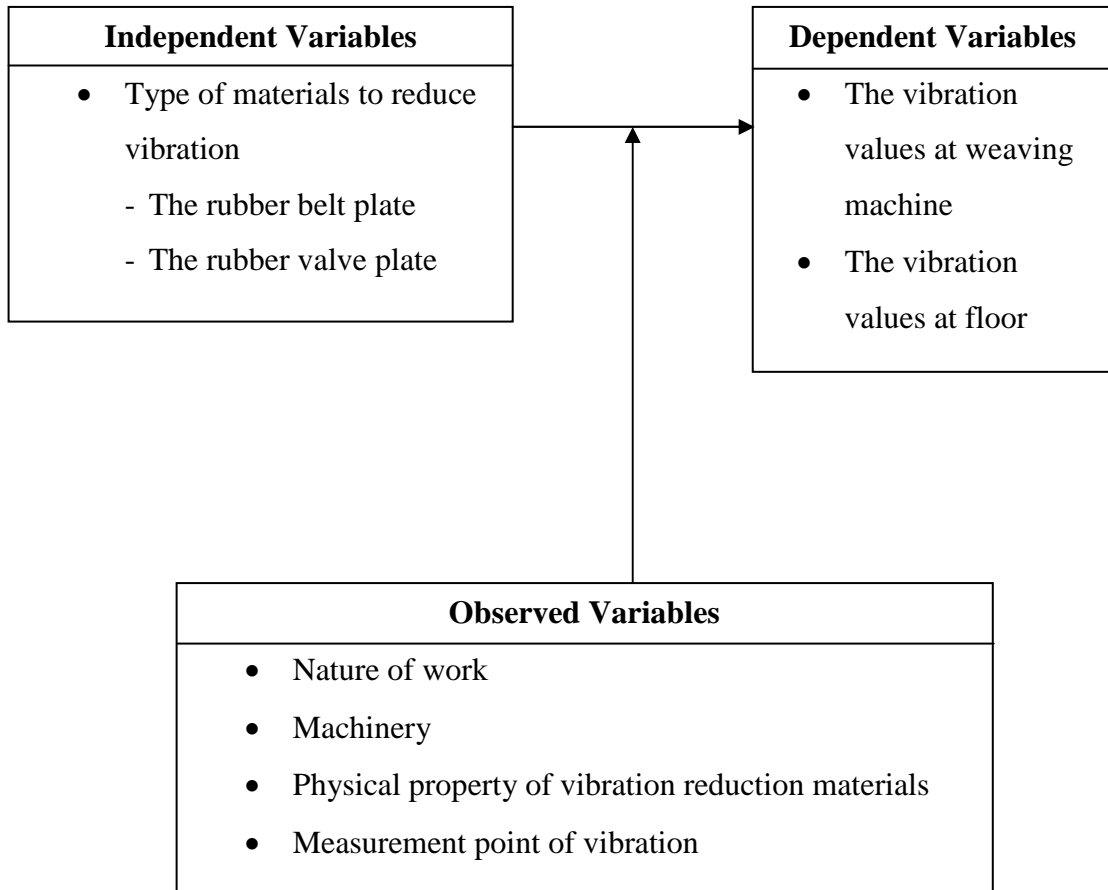 Independent Variables
• Type of materials to reduce
vibration
- The rubber belt plate
- The rubber valve plate
Dependent Variables
• The vibration
values at weaving
machine
• The vibration
values at floor
Observed Variables
• Nature of work
• Machinery
• Physical property of vibration reduction materials
• Measurement point of vibration